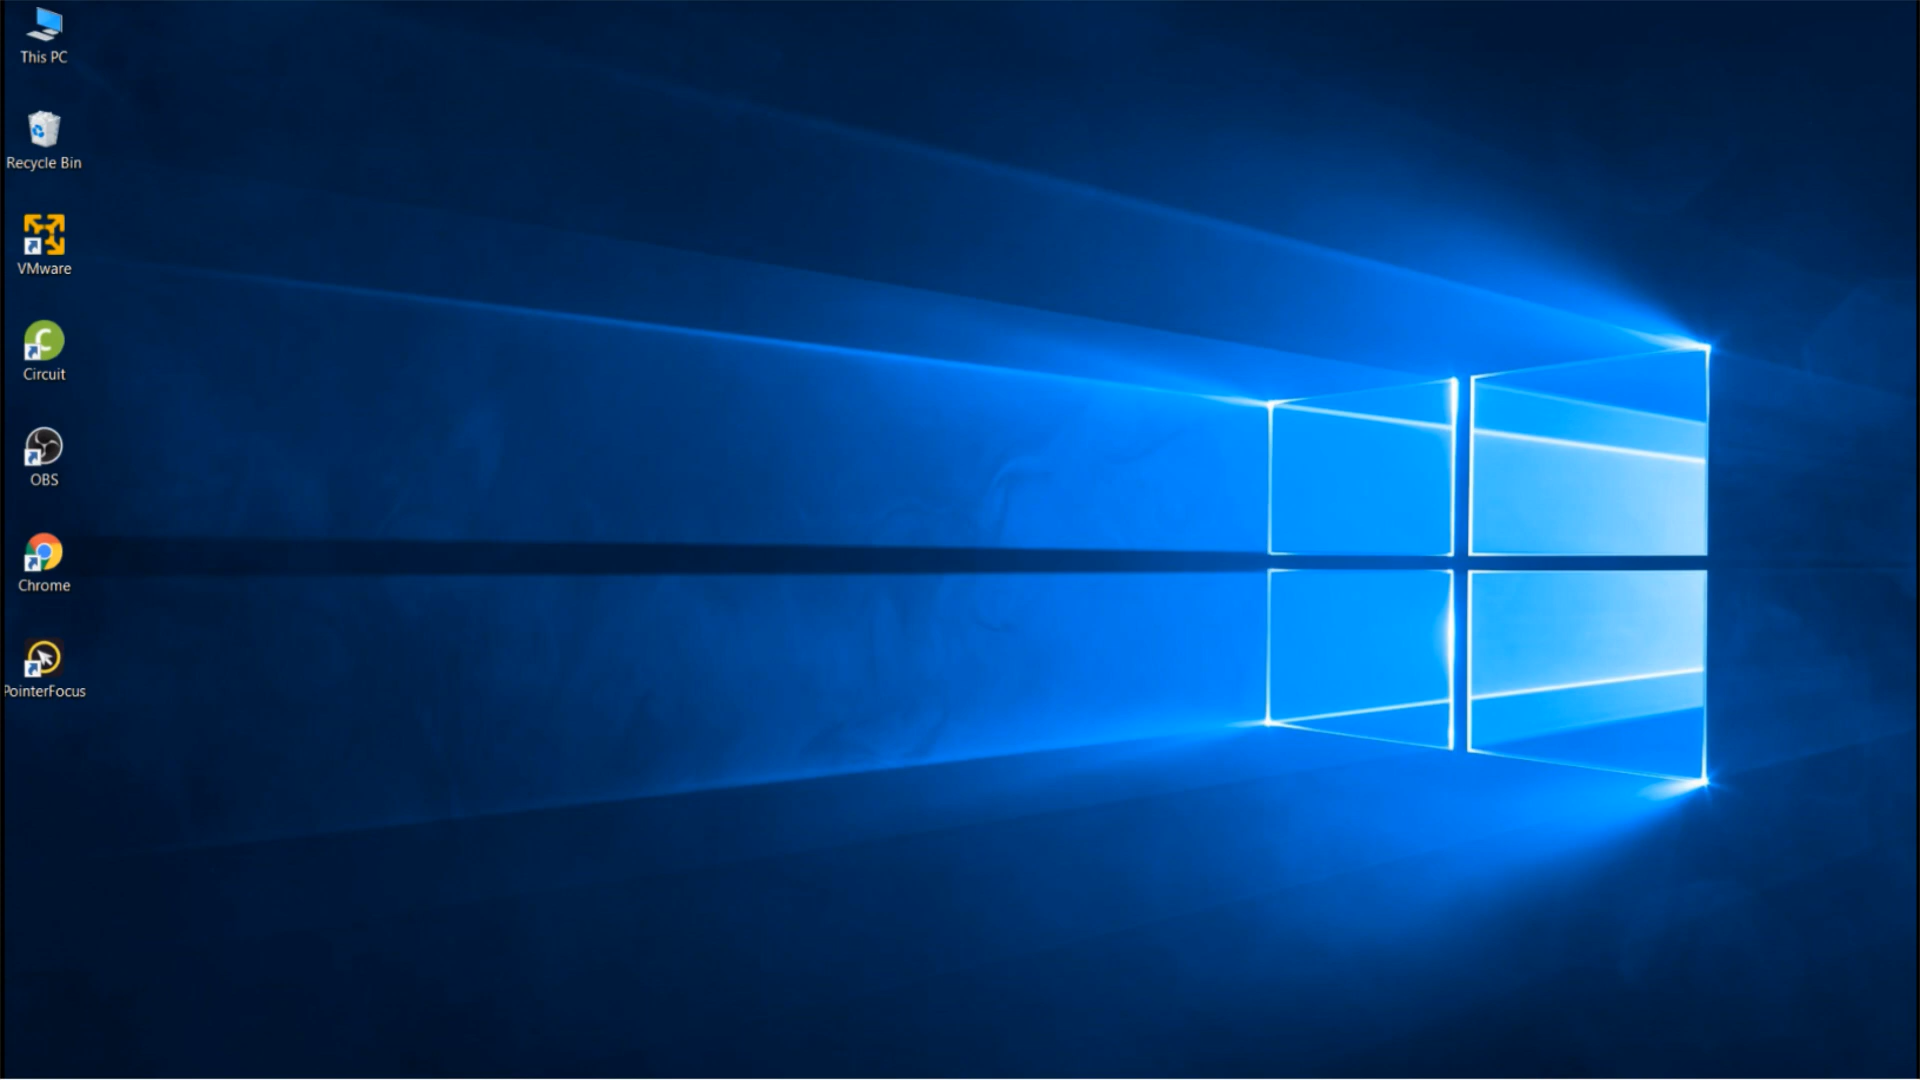 This PC
Recycle Bin
VMware
Circuit
OBS
Chrome
PointerFocus